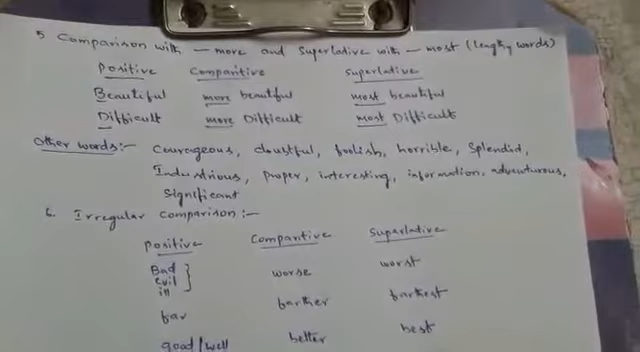 5 Comparison with - more and Superlative with - most (lengthy words)
Positive Comparitive Superlative
Beautiful more beautiful most beautiful
Difficult more Difficult most Difficult
Other words:- Courageous, doubtful, foolish, horrible, Splendid,
Industrious, proper, interesting, information, adventurous,
Significant
6. Irregular comparison:-
Positive Comparitive Superlative
Bad
evil
ill } worse worst
far farther farthest
good/well better best